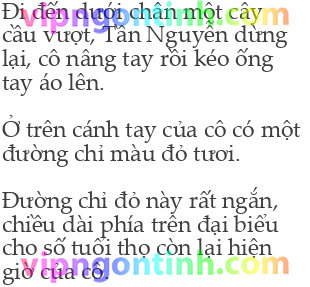 Đi đến dưới chân một cây
vipngontinh.com
cầu vượt, Tần Nguyễn dừng
lại, cô nâng tay rồi kéo ống
tay áo lên.
Ở trên cánh tay của cô có một
đường chỉ màu đỏ tươi.
Đường chỉ đỏ này rất ngắn,
chiều dài phía trên đại biểu
cho số tuổi thọ còn lại hiện
vipngontinh.com
giờ của cô.